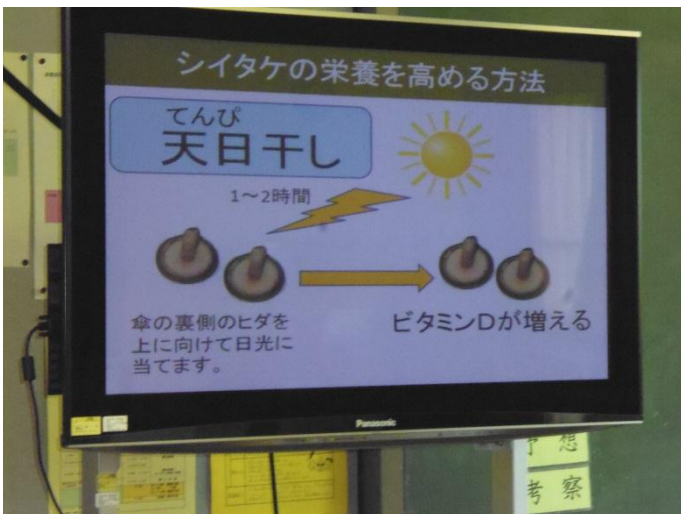 シイタケの栄養を高める方法
てんぴ
天日干し
1〜2時間
傘の裏側のヒダを
上に向けて日光に
当てます。
ビタミンDが増える
Panasonic
予想
考察